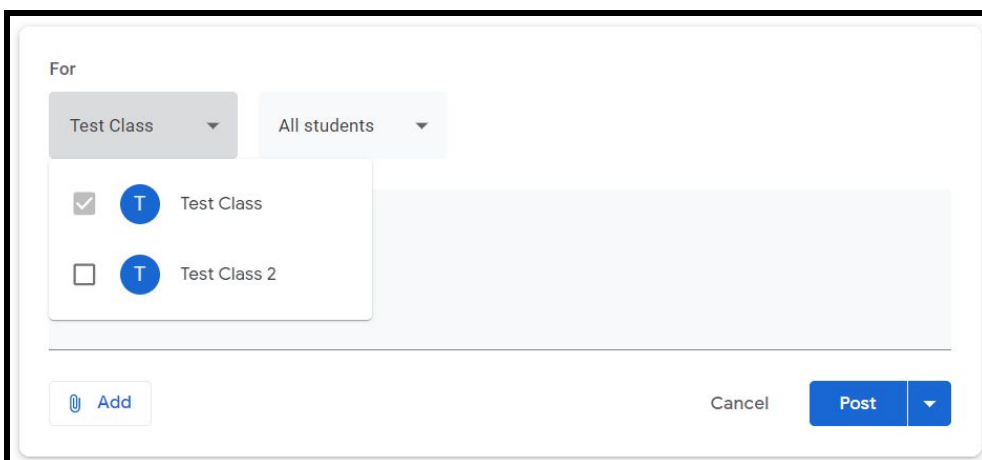 For
Test Class All students
T Test Class
T Test Class 2
Add Cancel Post